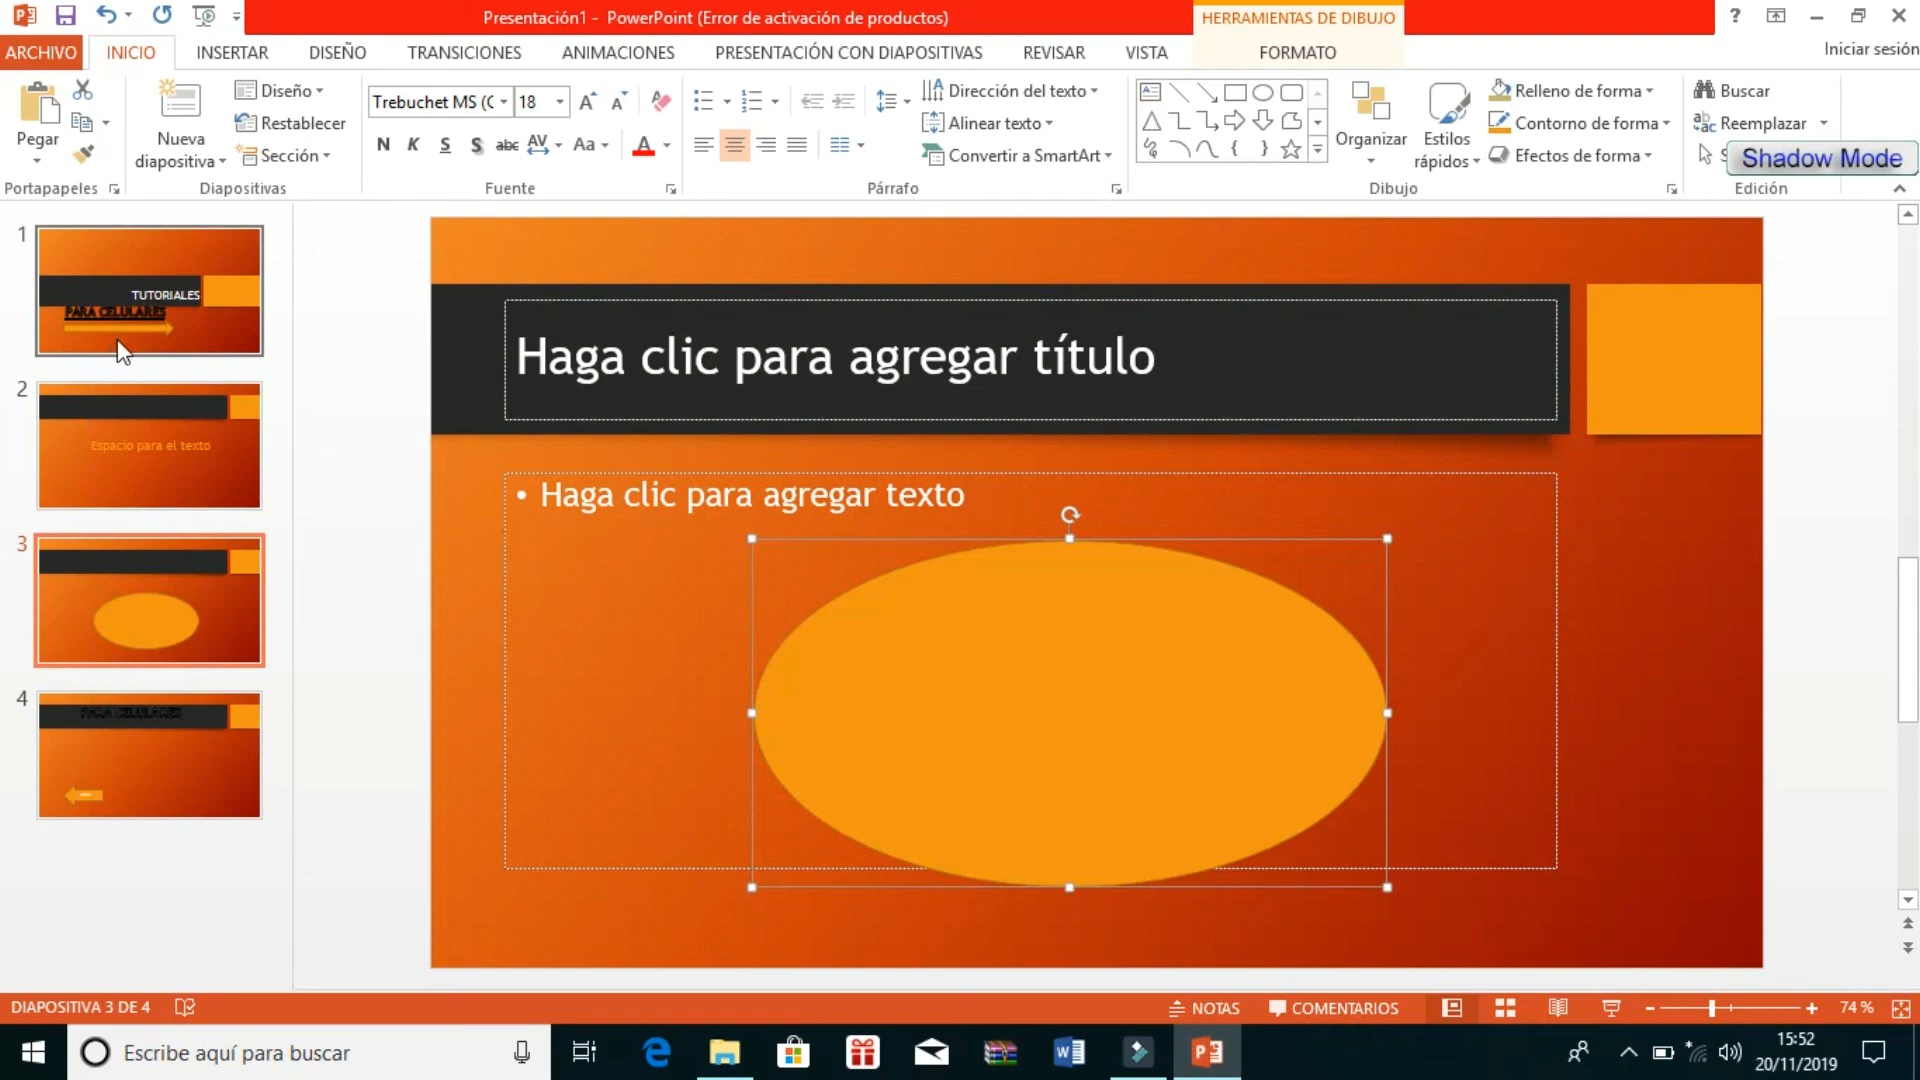 Presentación1 - PowerPoint (Error de activación de productos)
HERRAMIENTAS DE DIBUJO
?
ARCHIVO INICIO INSERTAR DISEÑO TRANSICIONES ANIMACIONES PRESENTACIÓN CON DIAPOSITIVAS REVISAR VISTA FORMATO Iniciar sesión
Pegar
Nueva diapositiva
Diseño
Restablecer
Sección
Trebuchet MS (C 18
N K S S abc AV Aa A
Dirección del texto
Alinear texto
Convertir a SmartArt
Organizar
Estilos rápidos
Relleno de forma
Contorno de forma
Efectos de forma
Buscar
Reemplazar
Shadow Mode
Portapapeles Diapositivas Fuente Párrafo Dibujo Edición
1
TUTORIALES
PARA CELULARES
2
Espacio para el texto
3
4
PARA CELULARES
Haga clic para agregar título
• Haga clic para agregar texto
DIAPOSITIVA 3 DE 4 NOTAS COMENTARIOS 74 %
Escribe aquí para buscar
15:52
20/11/2019